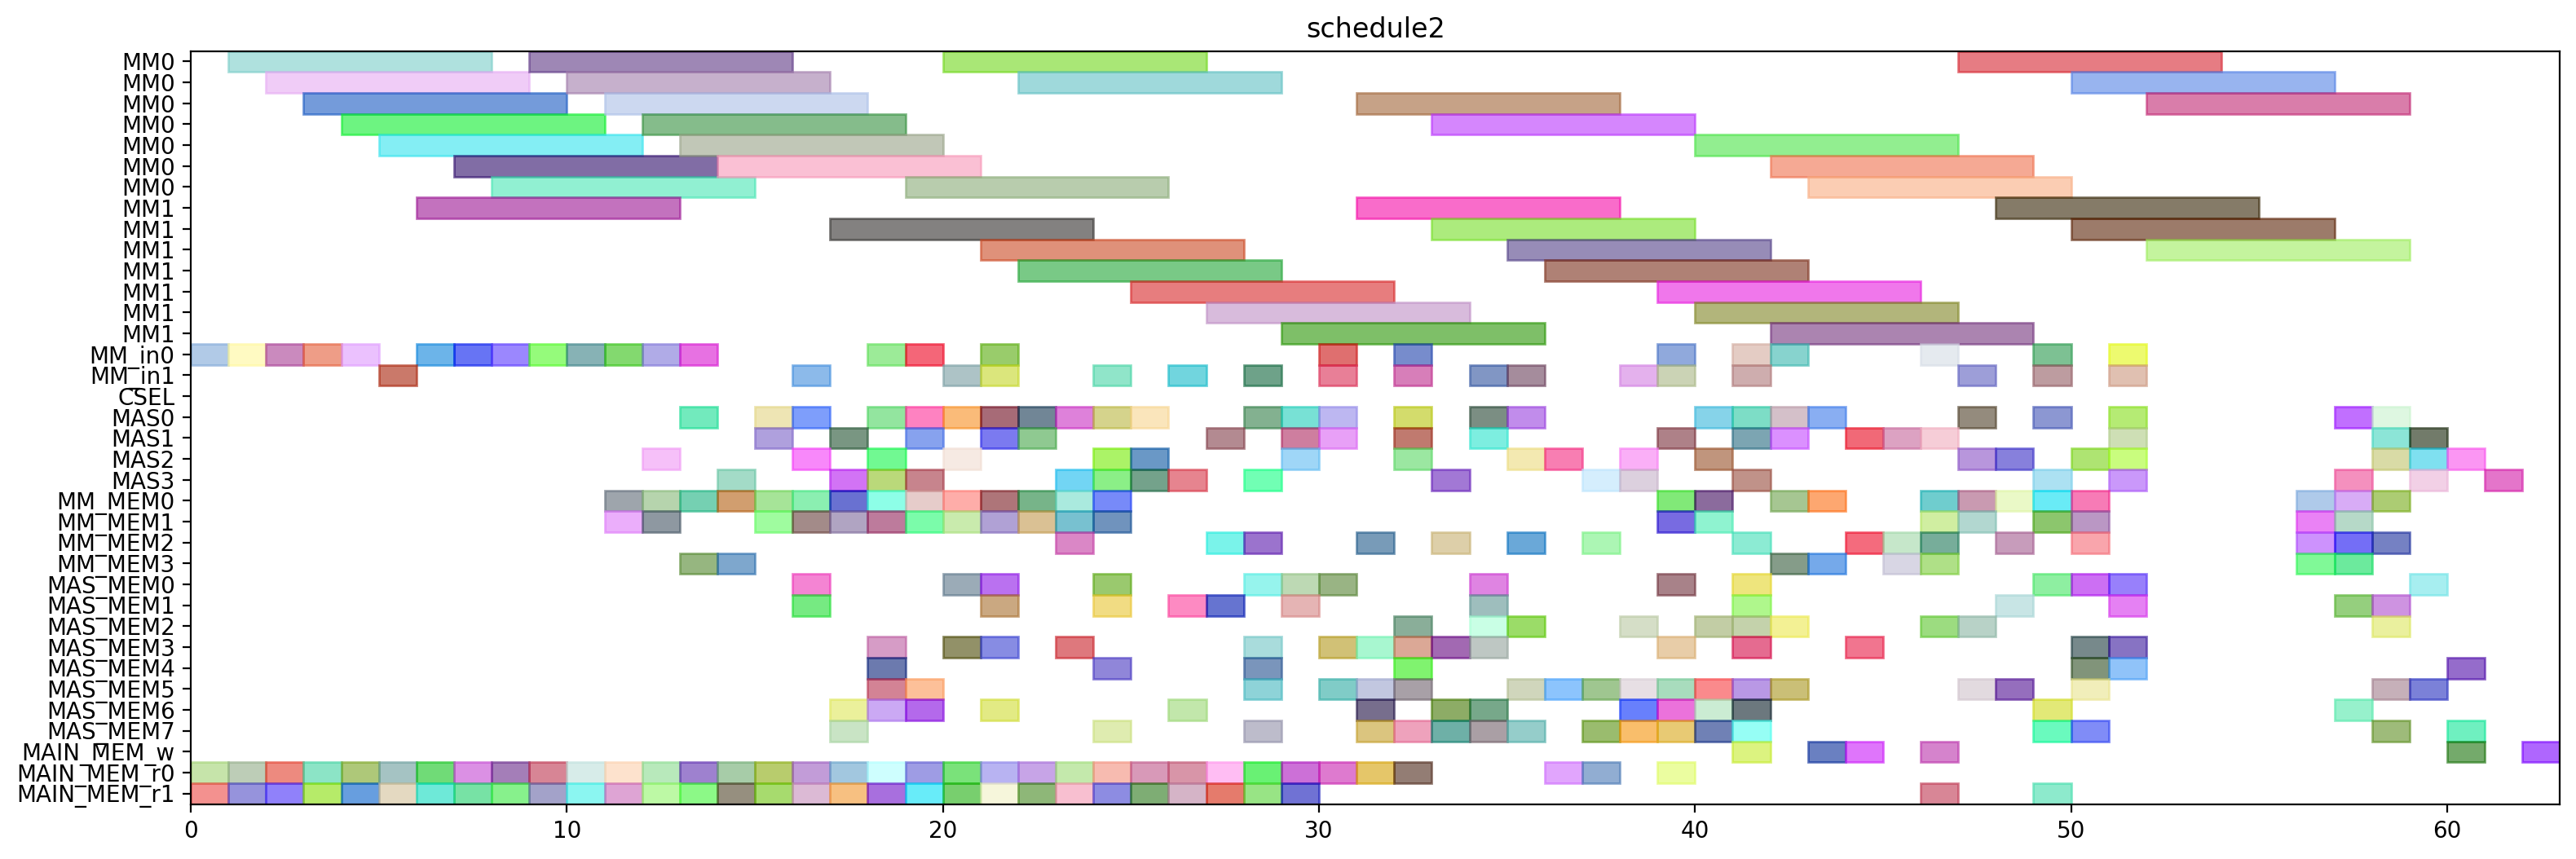 schedule2
MM0
MM0
MM0
MM0
MM0
MM0
MM0
MM1
MM1
MM1
MM1
MM1
MM1
MM1
MM_in0
MM_in1
CSEL
MAS0
MAS1
MAS2
MAS3
MM_MEM0
MM_MEM1
MM_MEM2
MM_MEM3
MAS_MEM0
MAS_MEM1
MAS_MEM2
MAS_MEM3
MAS_MEM4
MAS_MEM5
MAS_MEM6
MAS_MEM7
MAIN_MEM_w
MAIN_MEM_r0
MAIN_MEM_r1
0 10 20 30 40 50 60